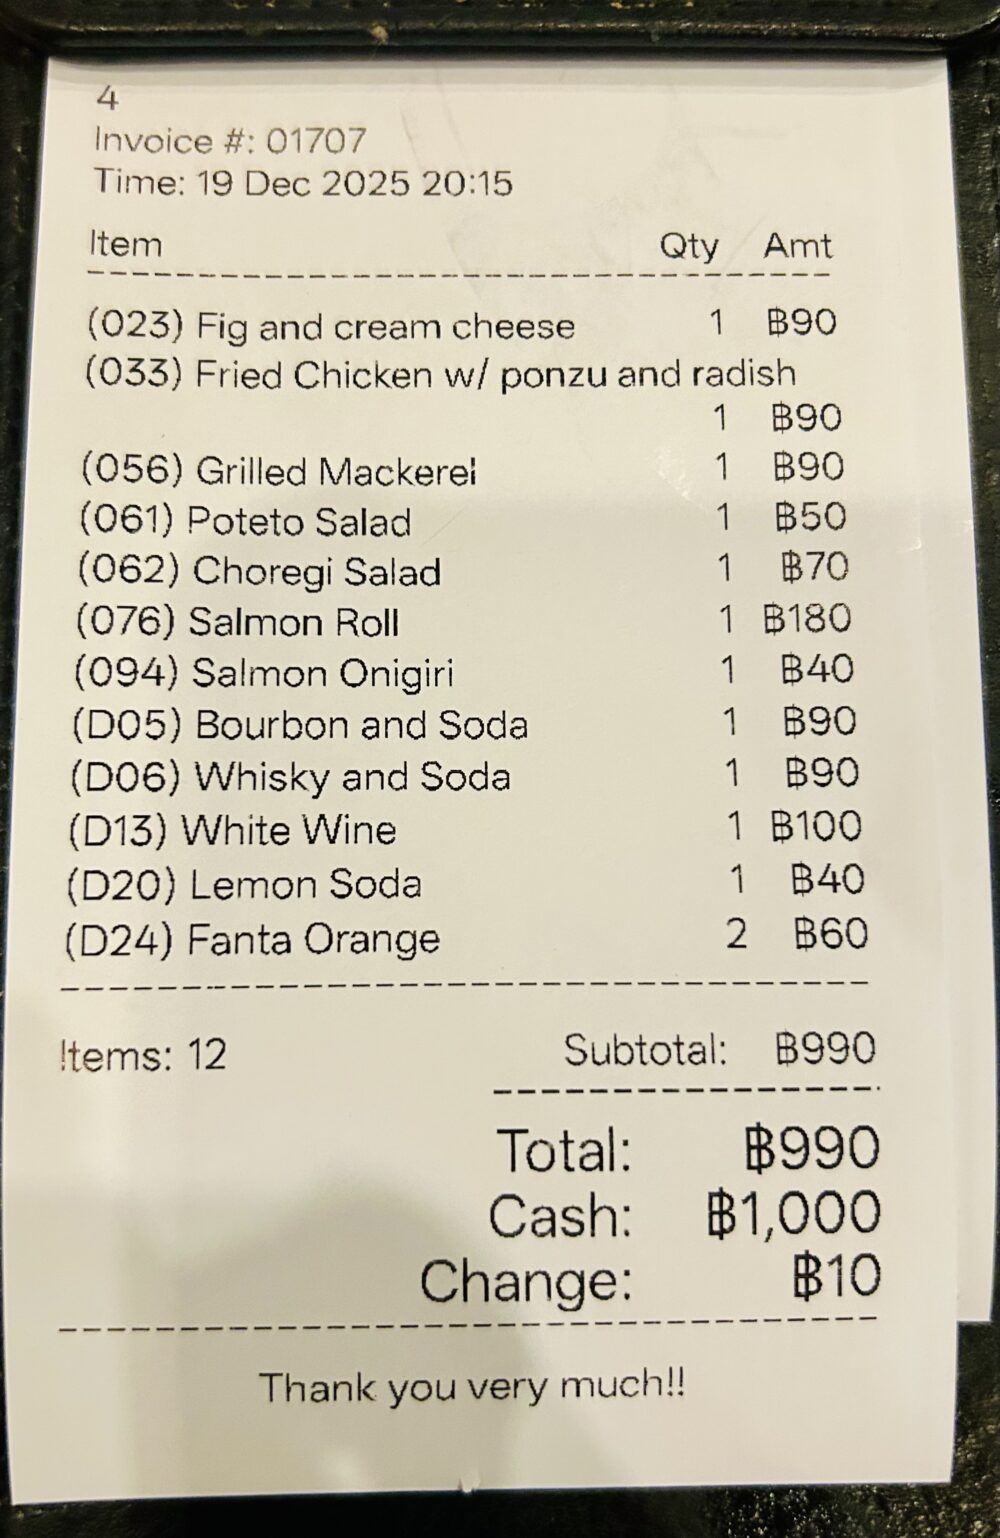 4
Invoice #: 01707
Time: 19 Dec 2025 20:15
Item Qty Amt
(023) Fig and cream cheese 1 ฿90
(033) Fried Chicken w/ ponzu and radish
1 ฿90
(056) Grilled Mackerel 1 ฿90
(061) Poteto Salad 1 ฿50
(062) Choregi Salad 1 ฿70
(076) Salmon Roll 1 ฿180
(094) Salmon Onigiri 1 ฿40
(D05) Bourbon and Soda 1 ฿90
(D06) Whisky and Soda 1 ฿90
(D13) White Wine 1 ฿100
(D20) Lemon Soda 1 ฿40
(D24) Fanta Orange 2 ฿60
Items: 12 Subtotal: ฿990
Total: ฿990
Cash: ฿1,000
Change: ฿10
Thank you very much!!